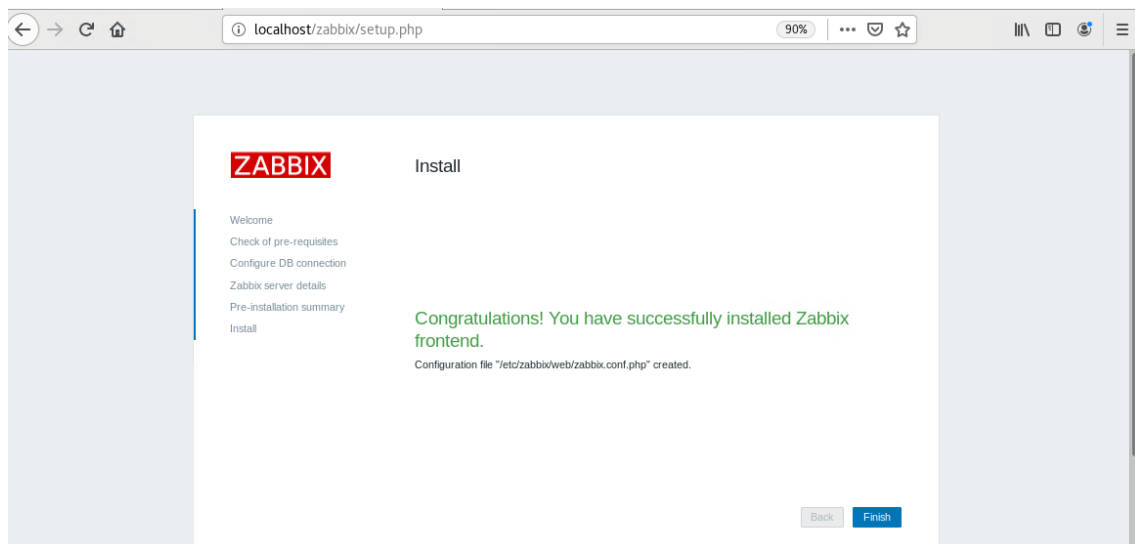 localhost/zabbix/setup.php
90%
ZABBIX
Install
Welcome
Check of pre-requisites
Configure DB connection
Zabbix server details
Pre-installation summary
Install
Congratulations! You have successfully installed Zabbix
frontend.
Configuration file "/etc/zabbix/web/zabbix.conf.php" created.
Back
Finish